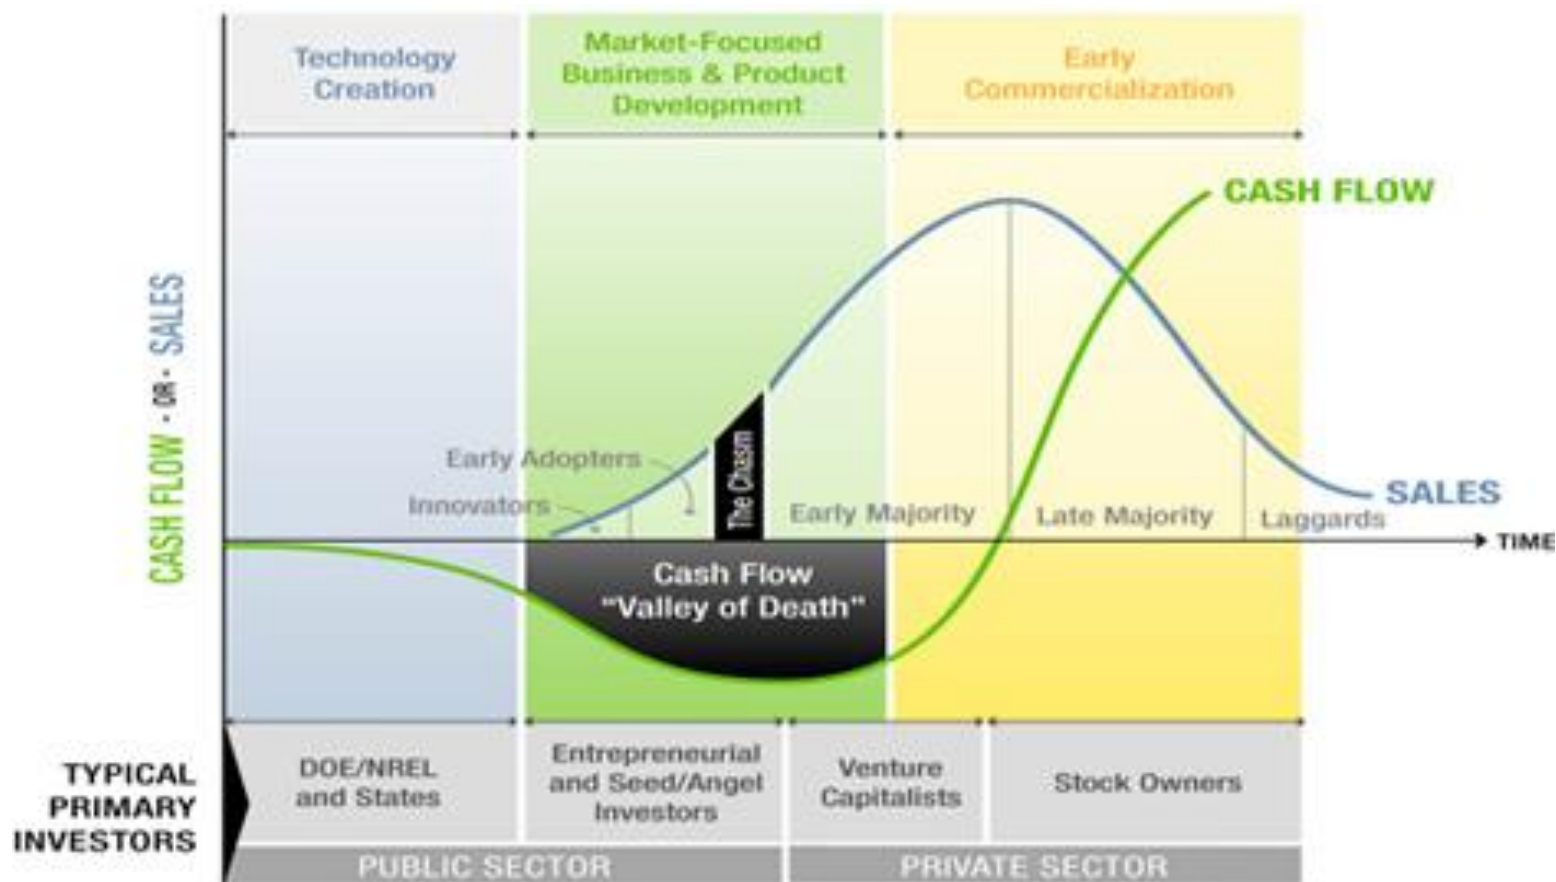 Technology
Creation
Market-Focused
Business & Product
Development
Early
Commercialization
CASH FLOW
CASH FLOW - OR - SALES
Early Adopters
Innovators
The Chasm
Early Majority
Late Majority
Laggards
SALES
TIME
Cash Flow
"Valley of Death"
TYPICAL
PRIMARY
INVESTORS
DOE/NREL
and States
Entrepreneurial
and Seed/Angel
Investors
Venture
Capitalists
Stock Owners
PUBLIC SECTOR
PRIVATE SECTOR